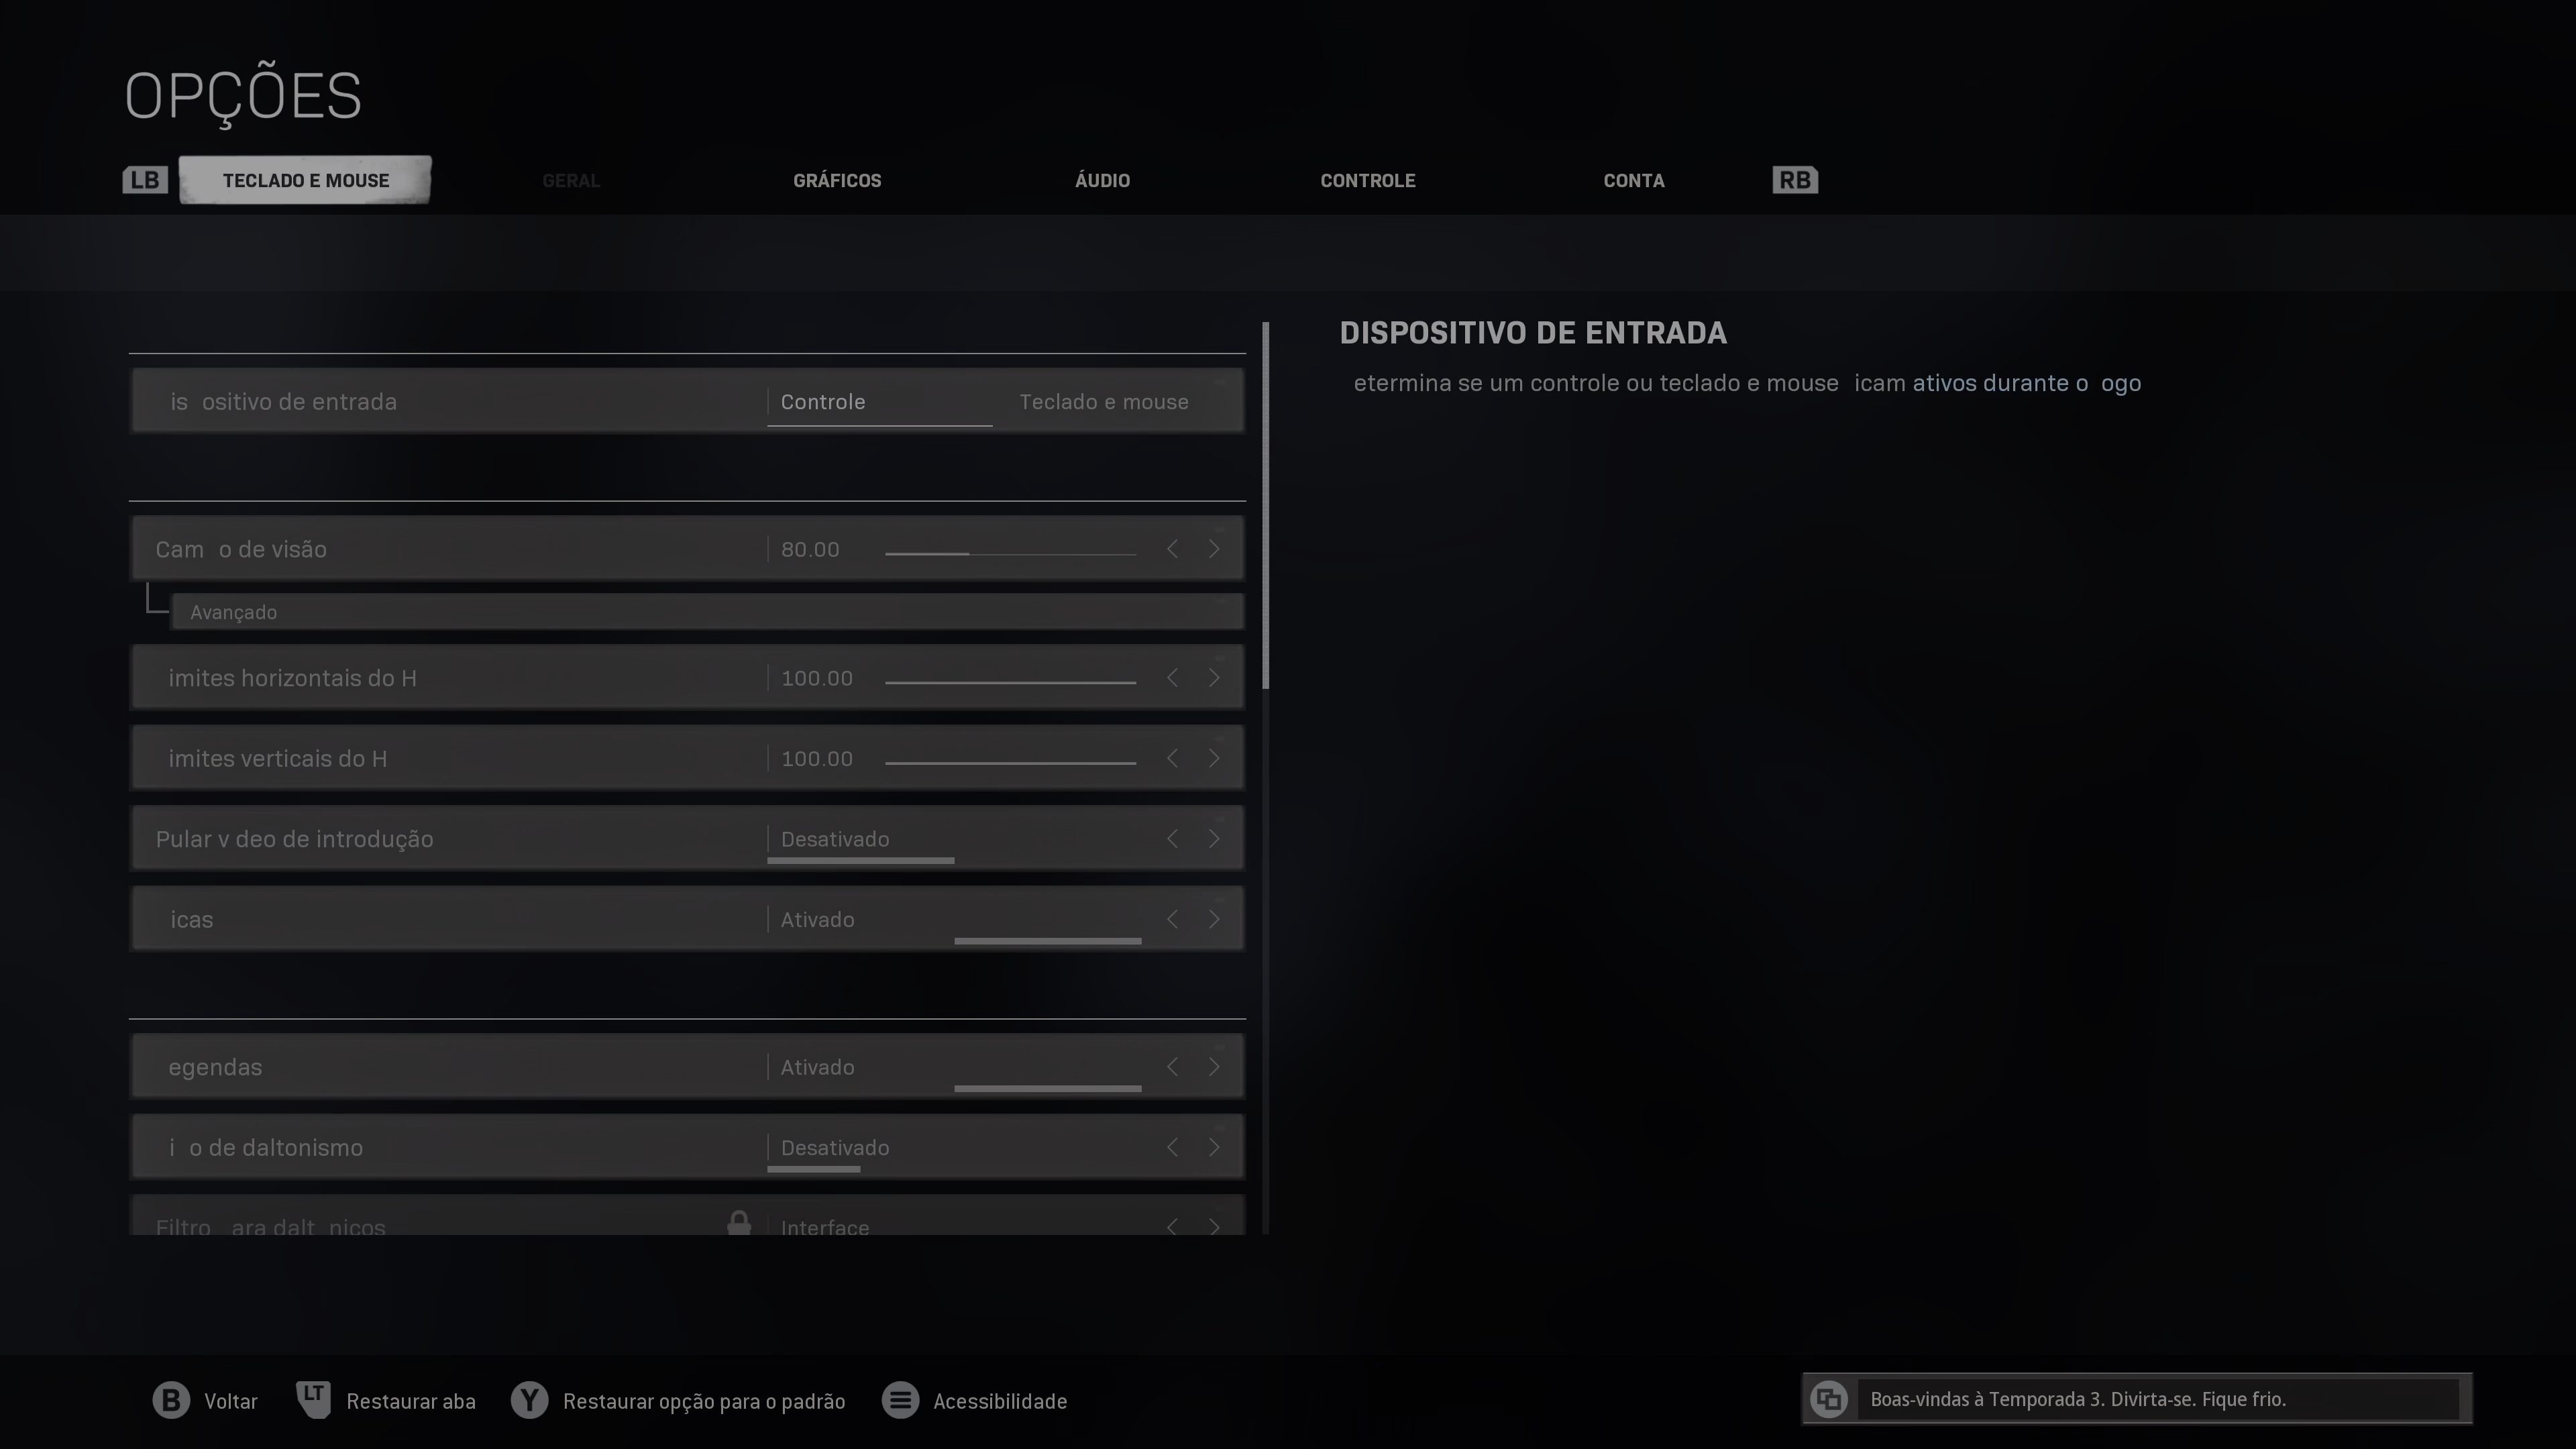 OPÇÕES
LB TECLADO E MOUSE GERAL GRÁFICOS ÁUDIO CONTROLE CONTA RB
DISPOSITIVO DE ENTRADA
etermina se um controle ou teclado e mouse icam ativos durante o ogo
is ositivo de entrada Controle Teclado e mouse
Cam o de visão 80.00
Avançado
imites horizontais do H 100.00
imites verticais do H 100.00
Pular v deo de introdução Desativado
icas Ativado
egendas Ativado
i o de daltonismo Desativado
Filtro ara dalt nicos Interface
B Voltar LT Restaurar aba Y Restaurar opção para o padrão Acessibilidade
Boas-vindas à Temporada 3. Divirta-se. Fique frio.